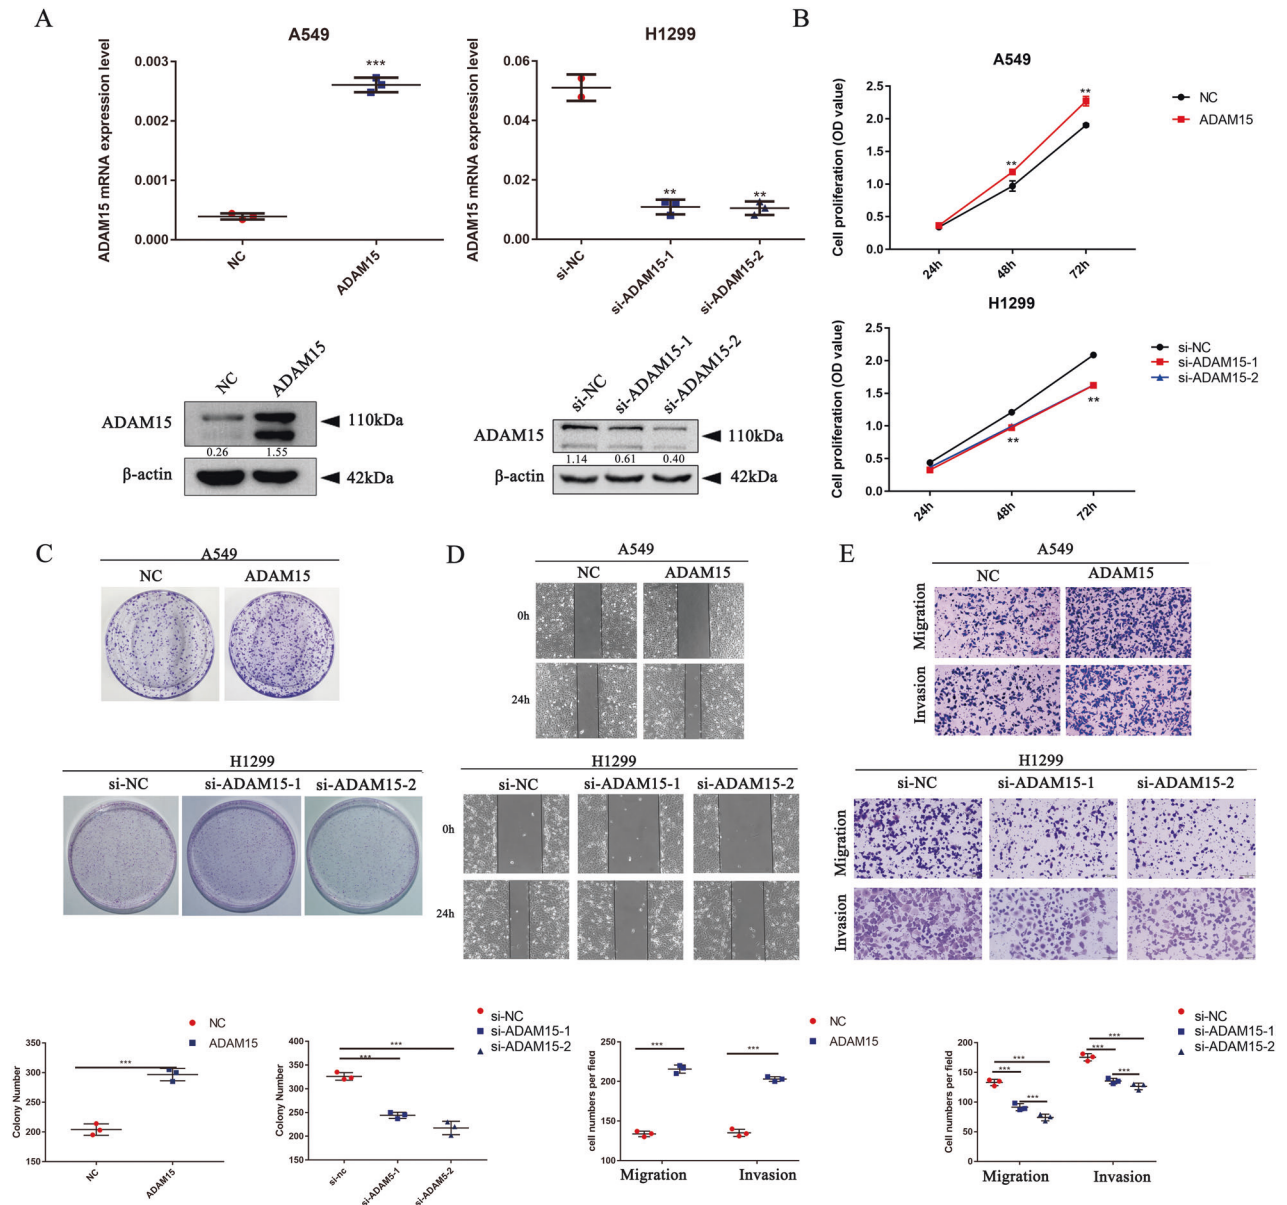 A
A549
ADAM15 mRNA expression level
0.003
0.002
0.001
0.000
***
NC
ADAM15
H1299
ADAM15 mRNA expression level
0.06
0.04
0.02
0.00
**
**
si-NC
si-ADAM15-1
si-ADAM15-2
NC
ADAM15
ADAM15
110kDa
0.26
1.55
β-actin
42kDa
si-NC
si-ADAM15-1
si-ADAM15-2
ADAM15
110kDa
1.14
0.61
0.40
β-actin
42kDa
B
A549
Cell proliferation (OD value)
2.5
2.0
1.5
1.0
0.5
0.0
**
**
24h
48h
72h
NC
ADAM15
H1299
Cell proliferation (OD value)
2.5
2.0
1.5
1.0
0.5
0.0
**
**
24h
48h
72h
si-NC
si-ADAM15-1
si-ADAM15-2
C
A549
NC
ADAM15
H1299
si-NC
si-ADAM15-1
si-ADAM15-2
D
A549
NC
ADAM15
0h
24h
H1299
si-NC
si-ADAM15-1
si-ADAM15-2
0h
24h
E
A549
NC
ADAM15
Migration
Invasion
H1299
si-NC
si-ADAM15-1
si-ADAM15-2
Migration
Invasion
Colony Number
350
300
250
200
150
***
NC
ADAM15
NC
ADAM15
Colony Number
400
350
300
250
200
150
***
***
si-nc
si-ADAM5-1
si-ADAM5-2
si-NC
si-ADAM15-1
si-ADAM15-2
cell numbers per field
250
200
150
100
***
***
Migration
Invasion
NC
ADAM15
cell numbers per field
200
150
100
50
0
***
***
***
***
***
***
Migration
Invasion
si-NC
si-ADAM15-1
si-ADAM15-2